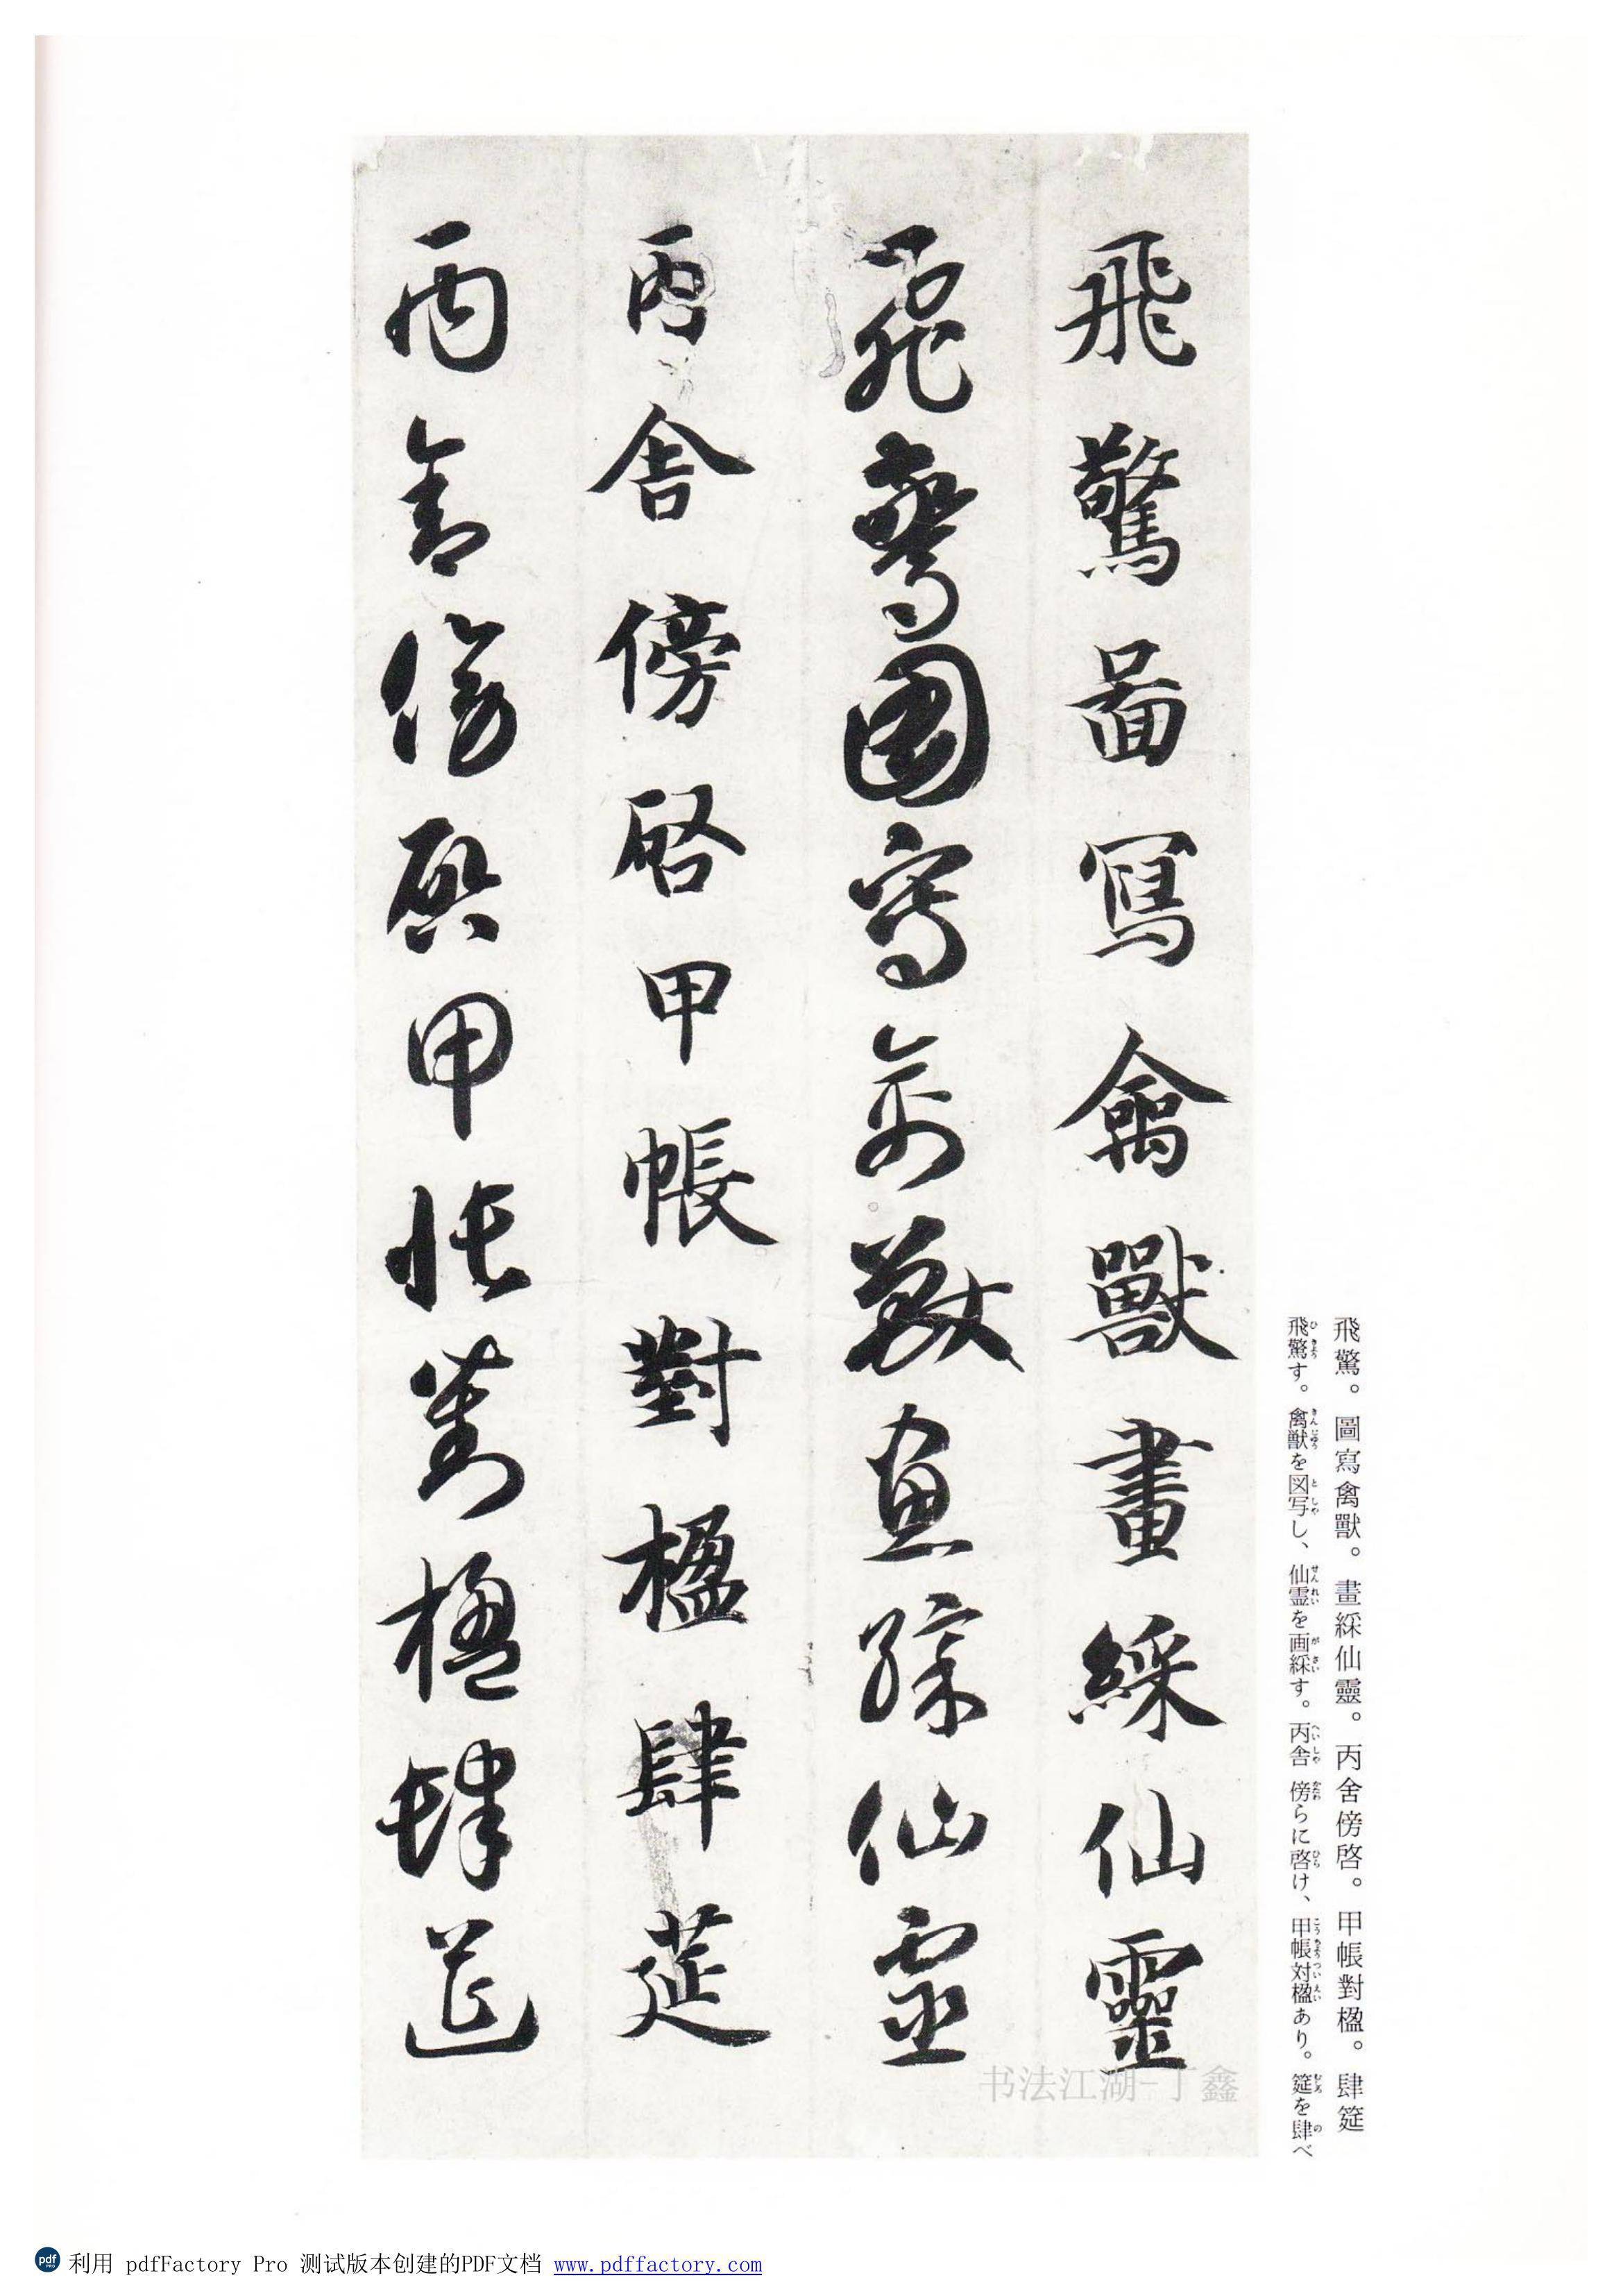 飛驚啚寫禽獸畫綵仙靈
飛驚圖寫禽獸畫綵仙靈
丙舍傍啓甲帳對楹肆莚
丙舍傍啓甲帳對楹肆莚
飛驚。圖寫禽獸。畫綵仙靈。丙舍傍啓。甲帳對楹。肆筵
飛驚す。禽獣を図写し、仙霊を画綵す。丙舎 傍らに啓け、甲帳対楹あり。筵を肆べ
书法江湖-丁鑫
利用 pdfFactory Pro 测试版本创建的PDF文档 www.pdffactory.com